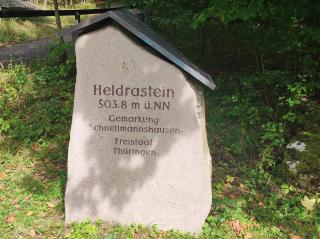 Heldrastein
503.8 m ü.NN
Gemarkung
Schnellmannshausen
Freistaat
Thüringen